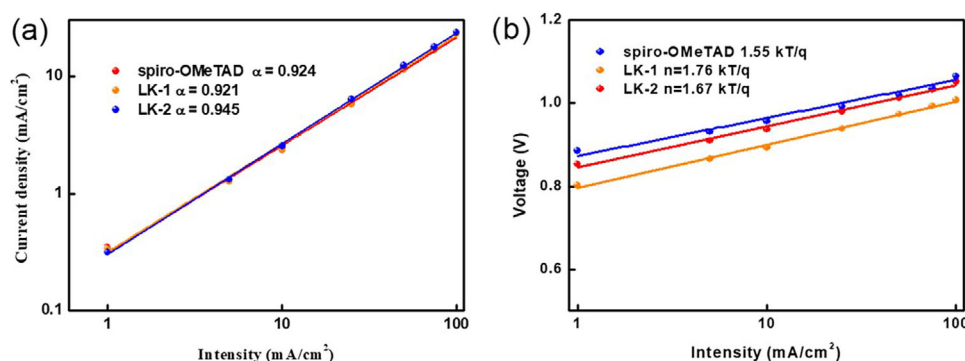 (a)
Current density (mA/cm²)
10
1
0.1
spiro-OMeTAD α = 0.924
LK-1 α = 0.921
LK-2 α = 0.945
1
10
100
Intensity (mA/cm²)
(b)
Voltage (V)
1.2
1.0
0.8
0.6
spiro-OMeTAD 1.55 kT/q
LK-1 n=1.76 kT/q
LK-2 n=1.67 kT/q
1
10
100
Intensity (mA/cm²)